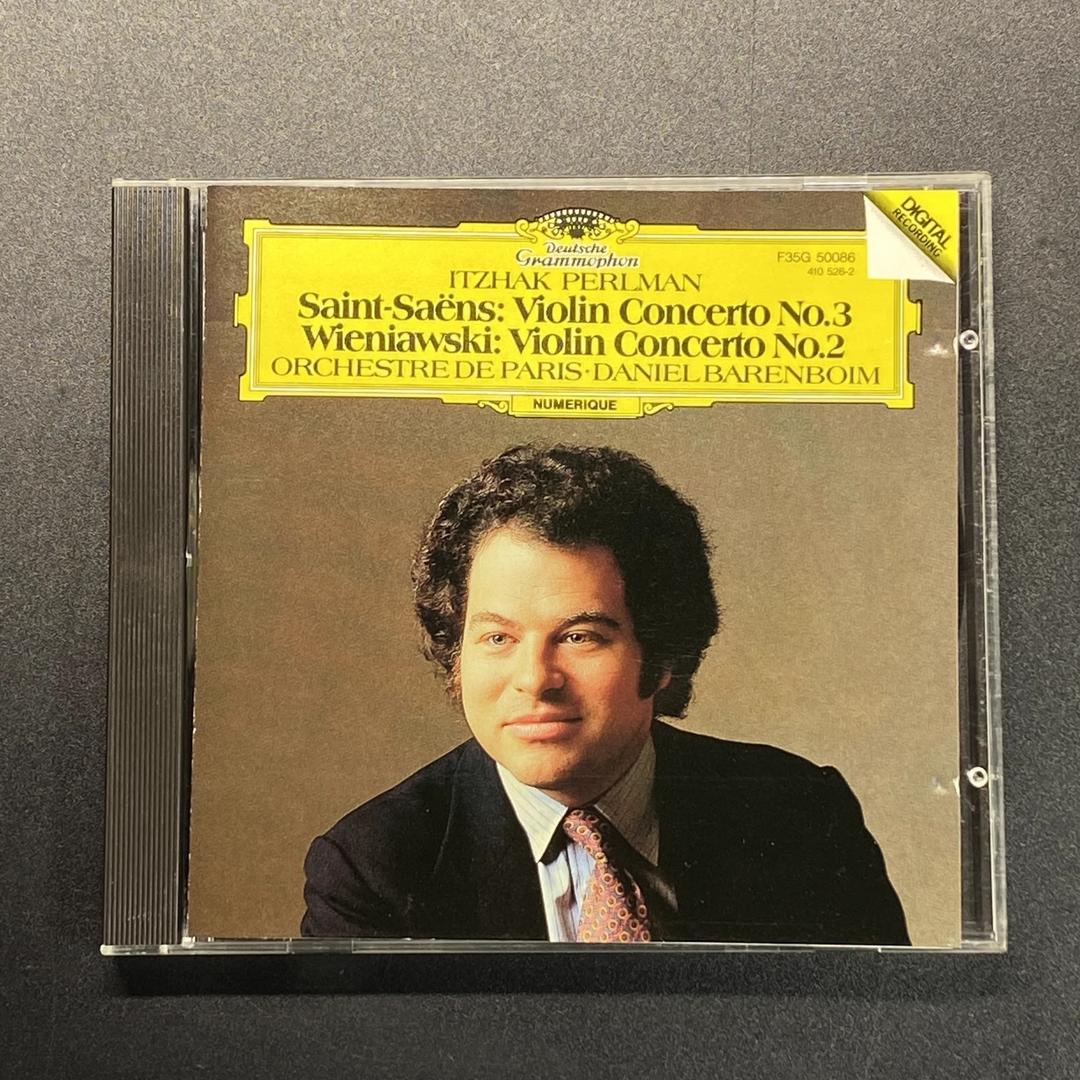 DIGITAL
RECORDING
Deutsche
Grammophon
F35G 50086
410 526-2
ITZHAK PERLMAN
Saint-Saëns: Violin Concerto No.3
Wieniawski: Violin Concerto No.2
ORCHESTRE DE PARIS · DANIEL BARENBOIM
NUMERIQUE